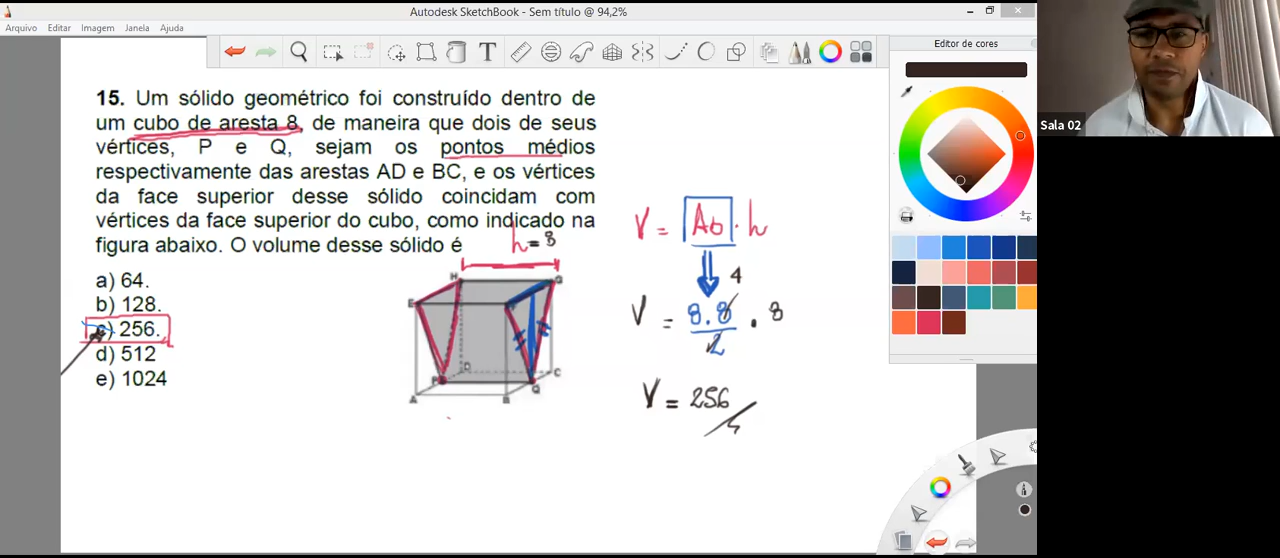 Autodesk SketchBook - Sem título @ 94,2%
Arquivo Editar Imagem Janela Ajuda
T
Editor de cores
Sala 02
15. Um sólido geométrico foi construído dentro de
um cubo de aresta 8, de maneira que dois de seus
vértices, P e Q, sejam os pontos médios
respectivamente das arestas AD e BC, e os vértices
da face superior desse sólido coincidam com
vértices da face superior do cubo, como indicado na
figura abaixo. O volume desse sólido é
a) 64.
b) 128.
c) 256.
d) 512
e) 1024
h = 8
H G
E
P D C
Q
A B
V = Ab . h
4
V = 8.8 . 8
2
V = 256